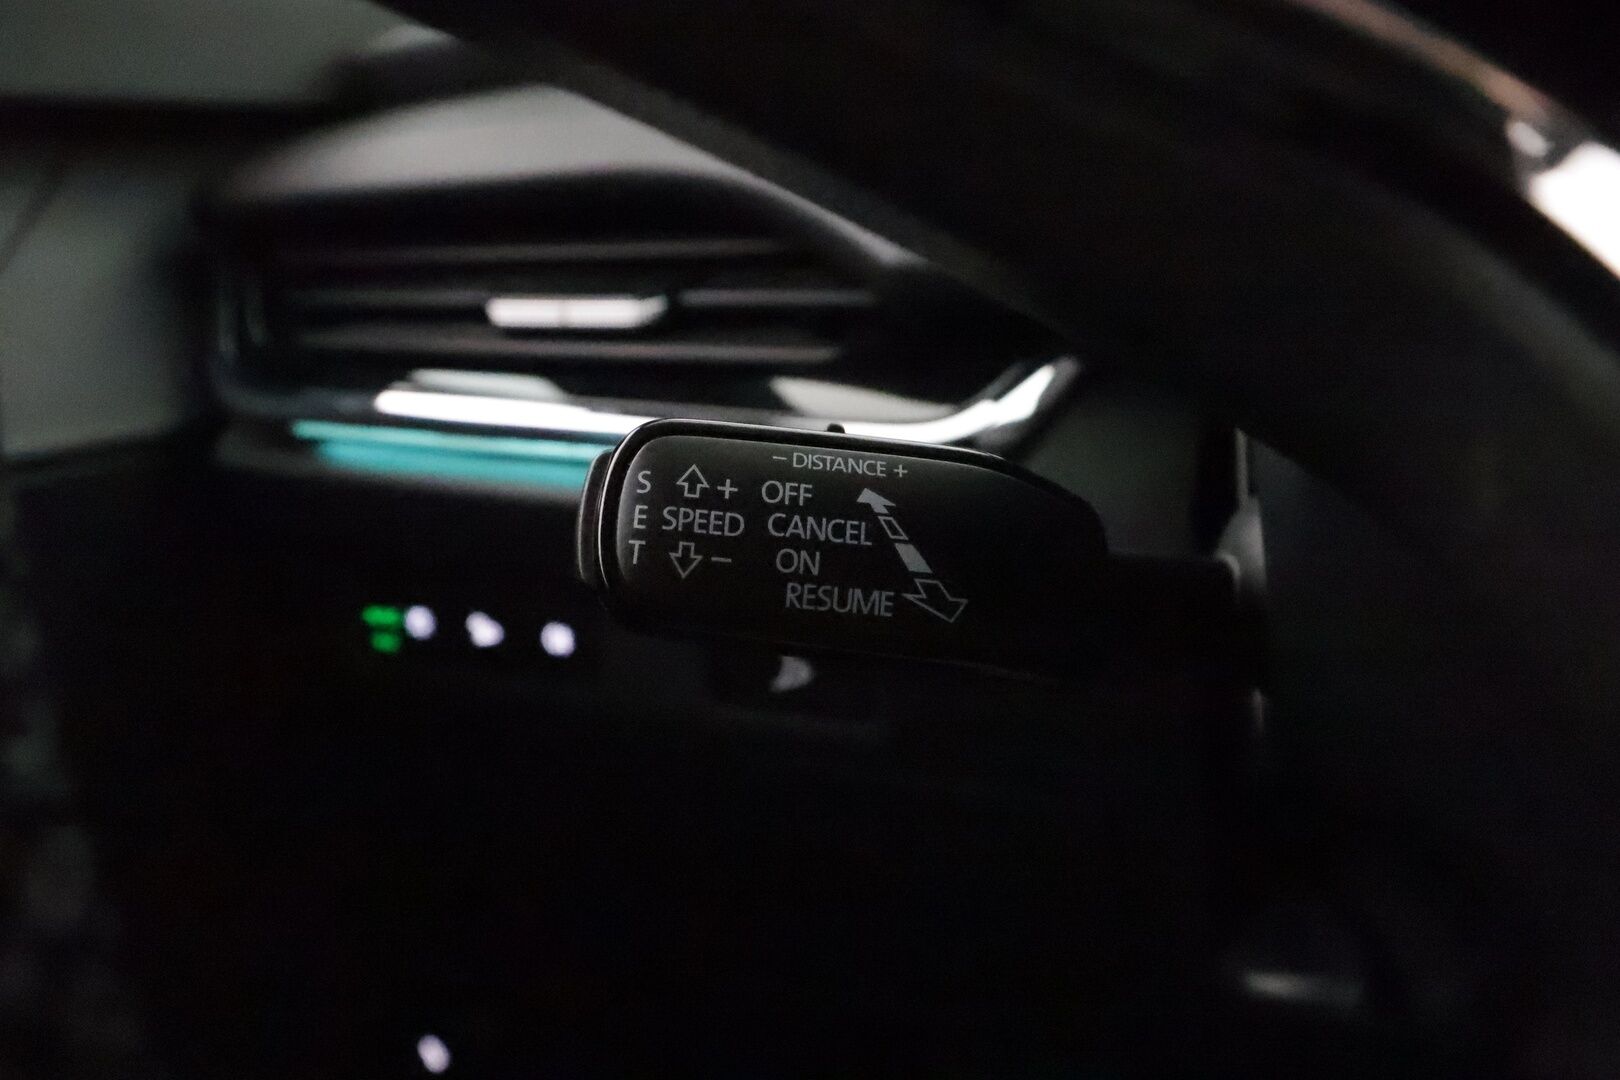 − DISTANCE +
S + OFF
E SPEED CANCEL
T − ON
RESUME